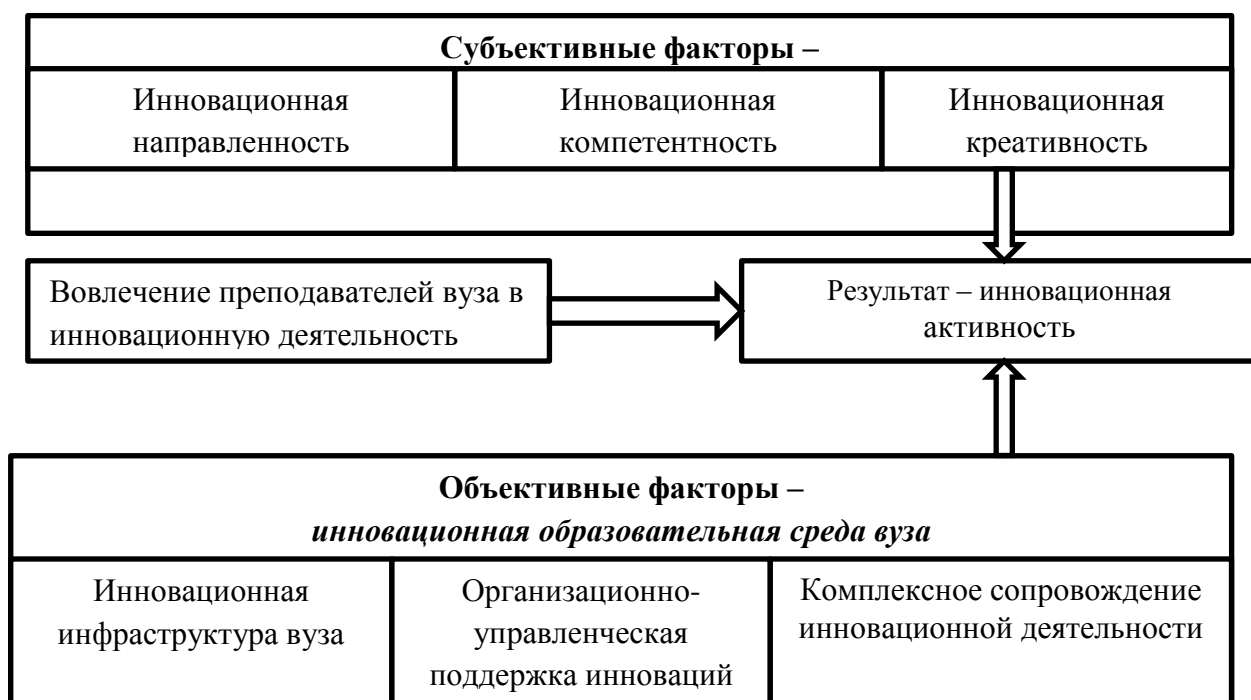 Субъективные факторы –
Инновационная
направленность
Инновационная
компетентность
Инновационная
креативность
Вовлечение преподавателей вуза в
инновационную деятельность
Результат – инновационная
активность
Объективные факторы –
инновационная образовательная среда вуза
Инновационная
инфраструктура вуза
Организационно-
управленческая
поддержка инноваций
Комплексное сопровождение
инновационной деятельности